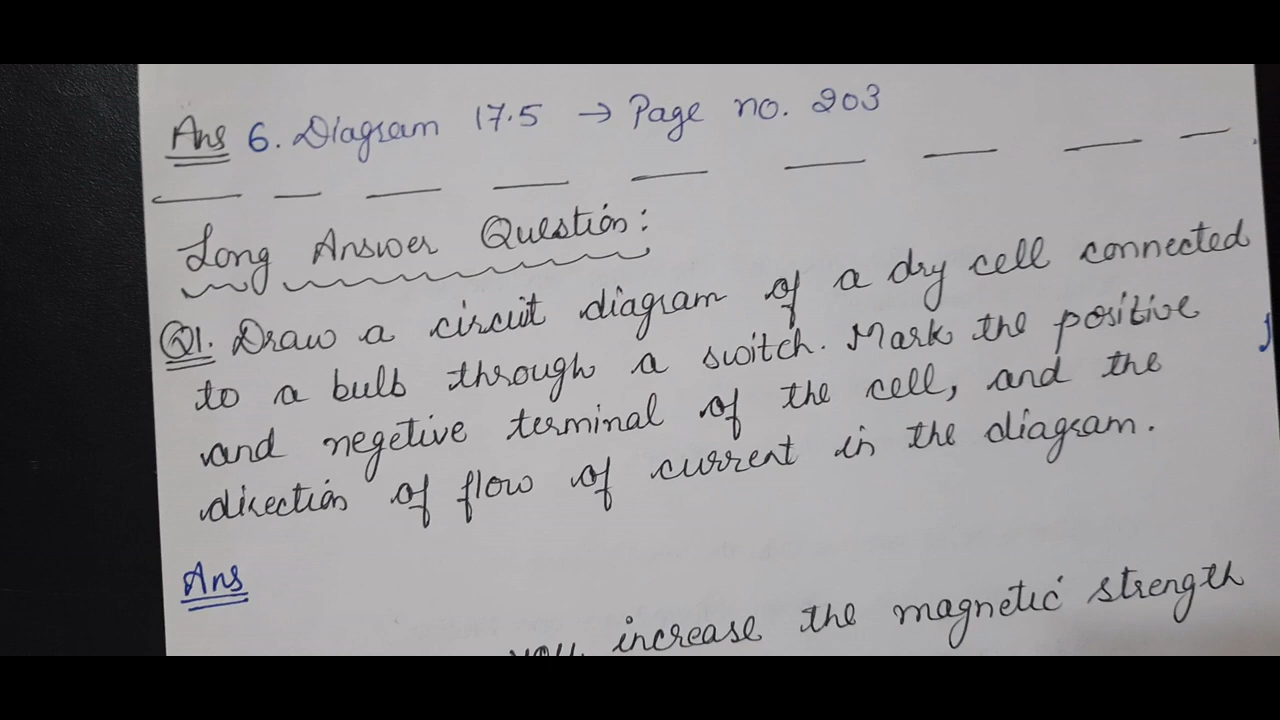 Ans 6. Diagram 17.5 → Page no. 203
Long Answer Question:
Q1. Draw a circuit diagram of a dry cell connected
to a bulb through a switch. Mark the positive
and negetive terminal of the cell, and the
direction of flow of current in the diagram.
Ans
you increase the magnetic strength